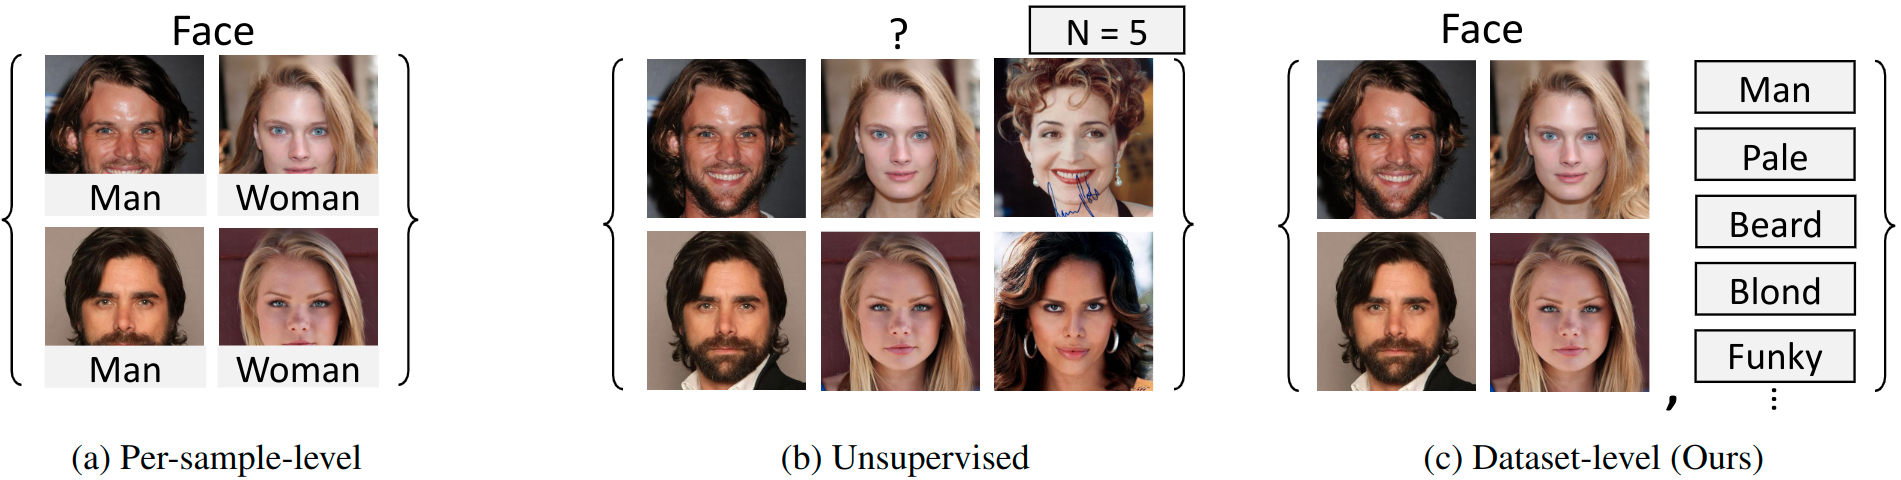 Face
Man
Woman
Man
Woman
(a) Per-sample-level
?
N = 5
(b) Unsupervised
Face
Man
Pale
Beard
Blond
Funky
,
⋮
(c) Dataset-level (Ours)